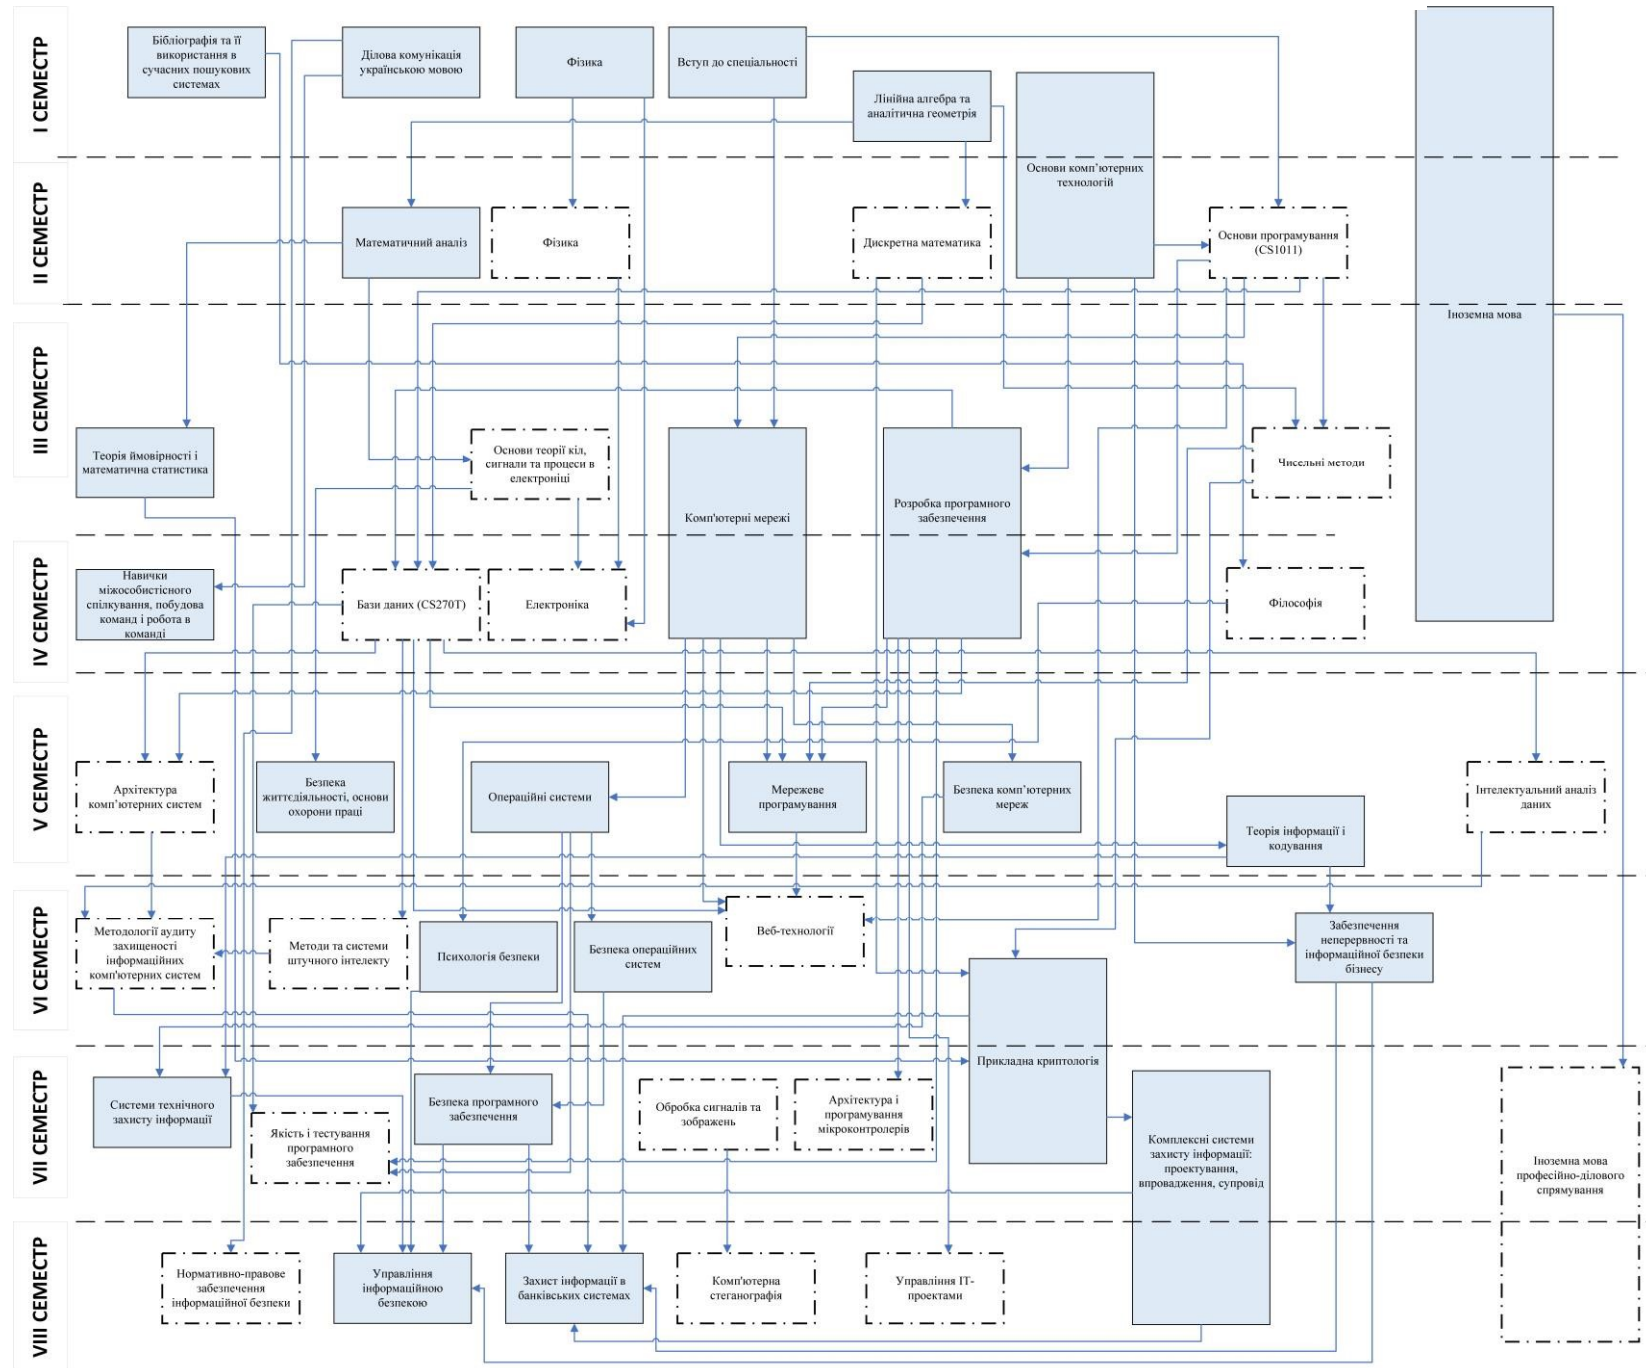 І СЕМЕСТР
Бібліографія та її
використання в
сучасних пошукових
системах
Ділова комунікація
українською мовою
Фізика
Вступ до спеціальності
Лінійна алгебра та
аналітична геометрія
Основи комп’ютерних
технологій
Іноземна мова
ІІ СЕМЕСТР
Математичний аналіз
Фізика
Дискретна математика
Основи програмування
(CS1011)
ІІІ СЕМЕСТР
Теорія ймовірності і
математична статистика
Основи теорії кіл,
сигнали та процеси в
електроніці
Комп'ютерні мережі
Розробка програмного
забезпечення
Чисельні методи
IV СЕМЕСТР
Навички
міжособистісного
спілкування, побудова
команд і робота в
команді
Бази даних (CS270T)
Електроніка
Філософія
V СЕМЕСТР
Архітектура
комп’ютерних систем
Безпека
життєдіяльності, основи
охорони праці
Операційні системи
Мережеве
програмування
Безпека комп’ютерних
мереж
Теорія інформації і
кодування
Інтелектуальний аналіз
даних
VI СЕМЕСТР
Методології аудиту
захищеності
інформаційних
комп'ютерних систем
Методи та системи
штучного інтелекту
Психологія безпеки
Безпека операційних
систем
Веб-технології
Забезпечення
неперервності та
інформаційної безпеки
бізнесу
Прикладна криптологія
VII СЕМЕСТР
Системи технічного
захисту інформації
Якість і тестування
програмного
забезпечення
Безпека програмного
забезпечення
Обробка сигналів та
зображень
Архітектура і
програмування
мікроконтролерів
Комплексні системи
захисту інформації:
проектування,
впровадження, супровід
Іноземна мова
професійно-ділового
спрямування
VIII СЕМЕСТР
Нормативно-правове
забезпечення
інформаційної безпеки
Управління
інформаційною
безпекою
Захист інформації в
банківських системах
Комп'ютерна
стеганографія
Управління ІТ-
проектами